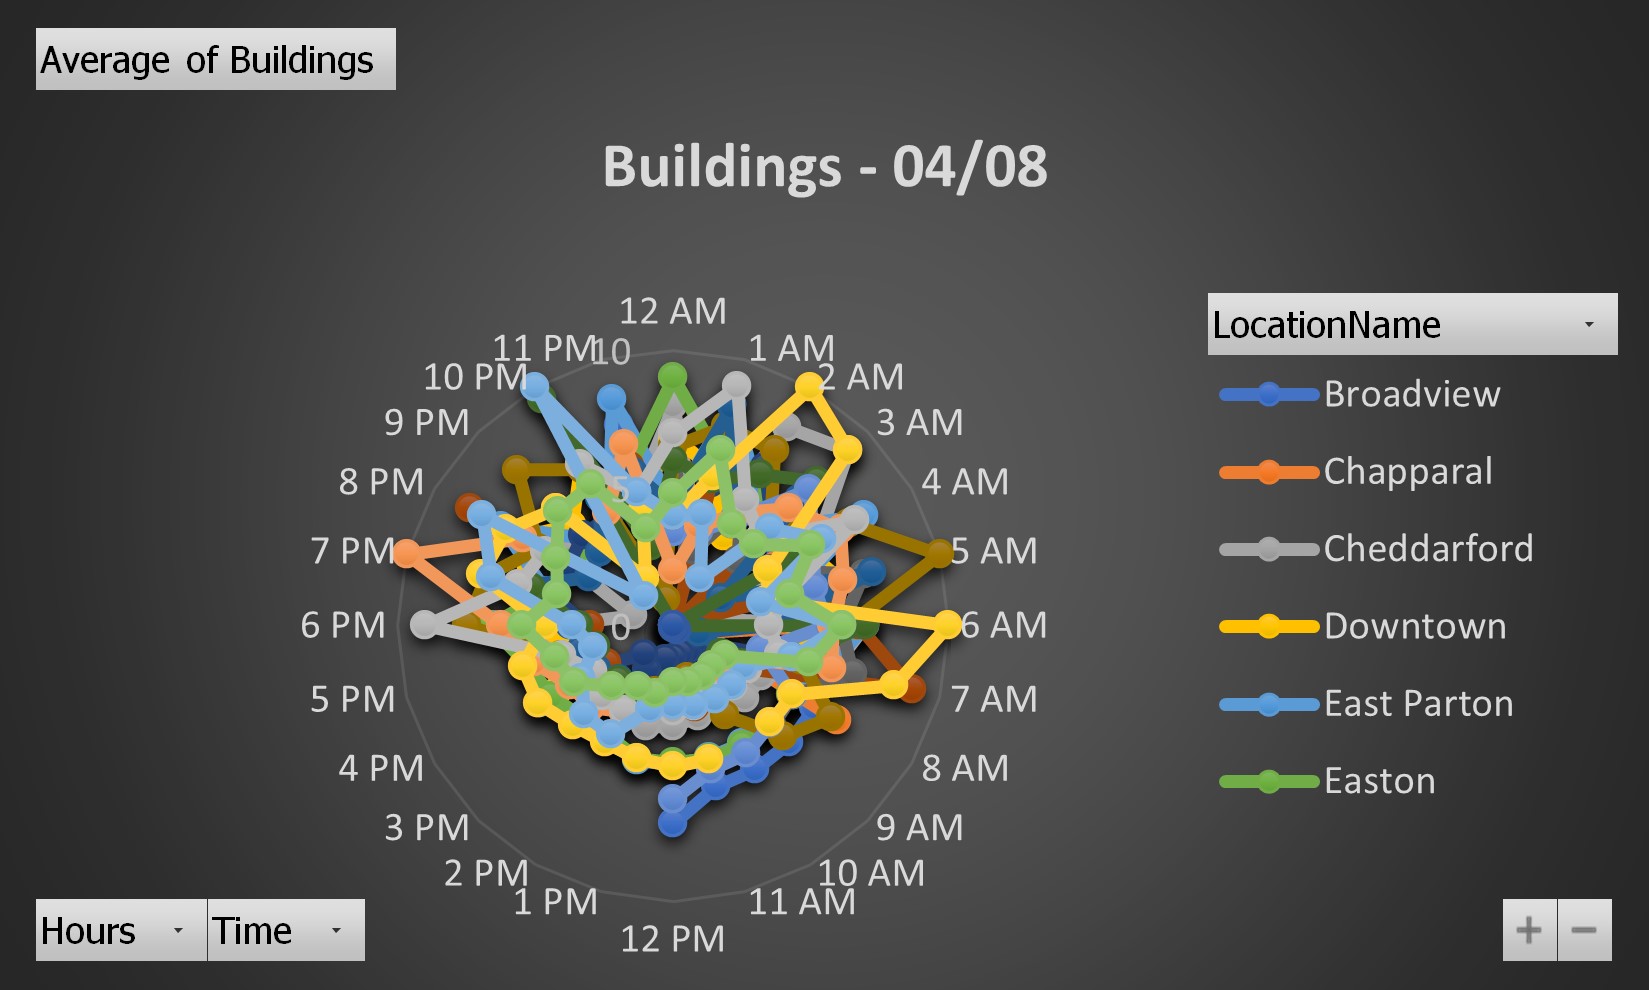 Average of Buildings
Buildings - 04/08
12 AM
1 AM
2 AM
3 AM
4 AM
5 AM
6 AM
7 AM
8 AM
9 AM
10 AM
11 AM
12 PM
1 PM
2 PM
3 PM
4 PM
5 PM
6 PM
7 PM
8 PM
9 PM
10 PM
11 PM
10
5
0
LocationName
Broadview
Chapparal
Cheddarford
Downtown
East Parton
Easton
Hours
Time
+
−